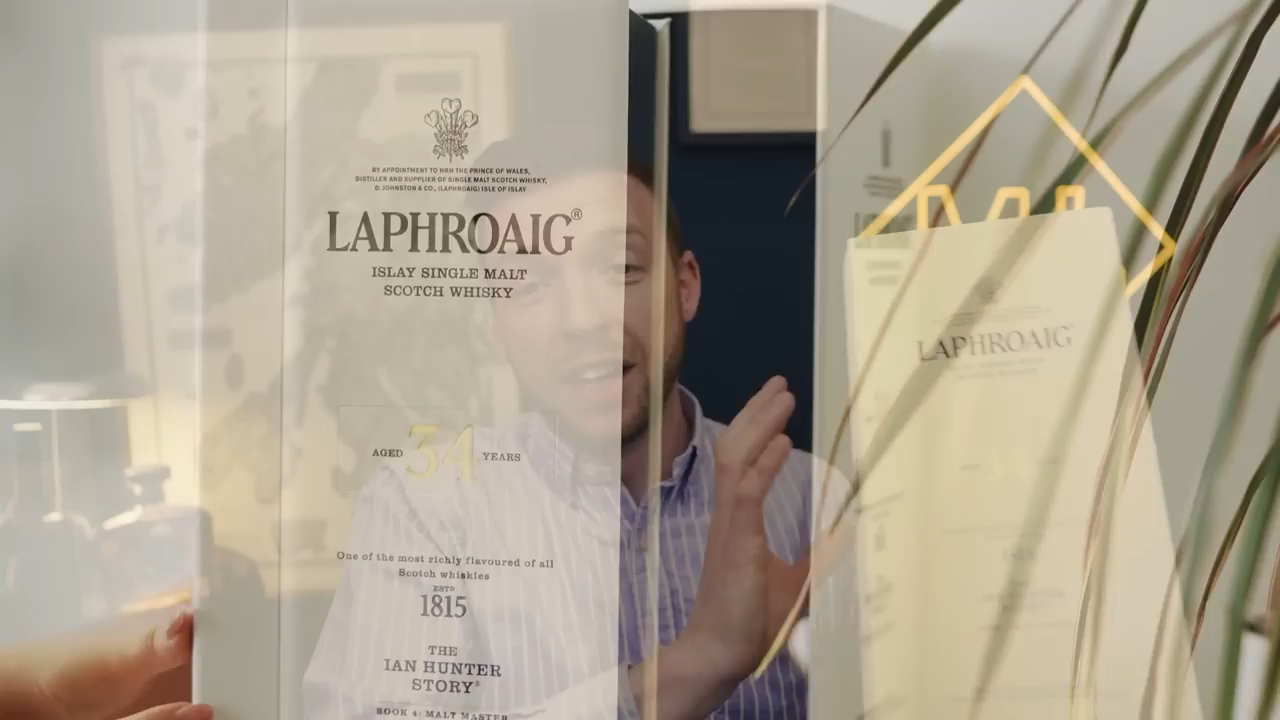 BY APPOINTMENT TO HRH THE PRINCE OF WALES,
DISTILLER AND SUPPLIER OF SINGLE MALT SCOTCH WHISKY,
D. JOHNSTON & CO., (LAPHROAIG) ISLE OF ISLAY
LAPHROAIG®
ISLAY SINGLE MALT
SCOTCH WHISKY
AGED 34 YEARS
One of the most richly flavoured of all
Scotch whiskies
ESTD
1815
THE
IAN HUNTER
STORY®
BOOK 4: MALT MASTER
LAPHROAIG